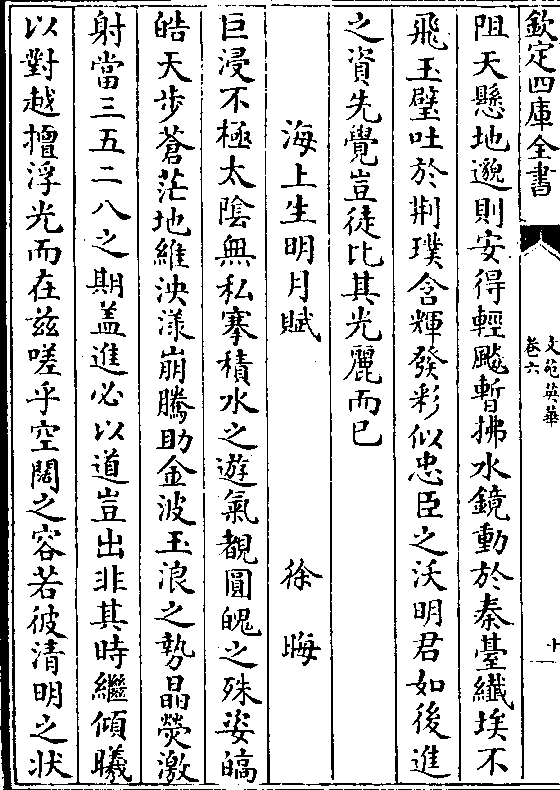 欽定四庫全書
文苑英華
卷六
十
阻天懸地邈則安得輕飈暫拂水鏡動於秦臺纎埃不
飛玉璧吐於荆璞含輝發彩似忠臣之沃明君如後進
之資先覺豈徒比其光麗而已
海上生明月賦 徐晦
巨浸不極太陰無私搴積水之遊氣覩圓魄之殊姿皜
皓天步蒼茫地維泱漾崩騰助金波玉浪之勢晶熒激
射當三五二八之期盖進必以道豈出非其時繼傾曦
以對越擅浮光而在兹嗟乎空闊之容若彼清明之狀